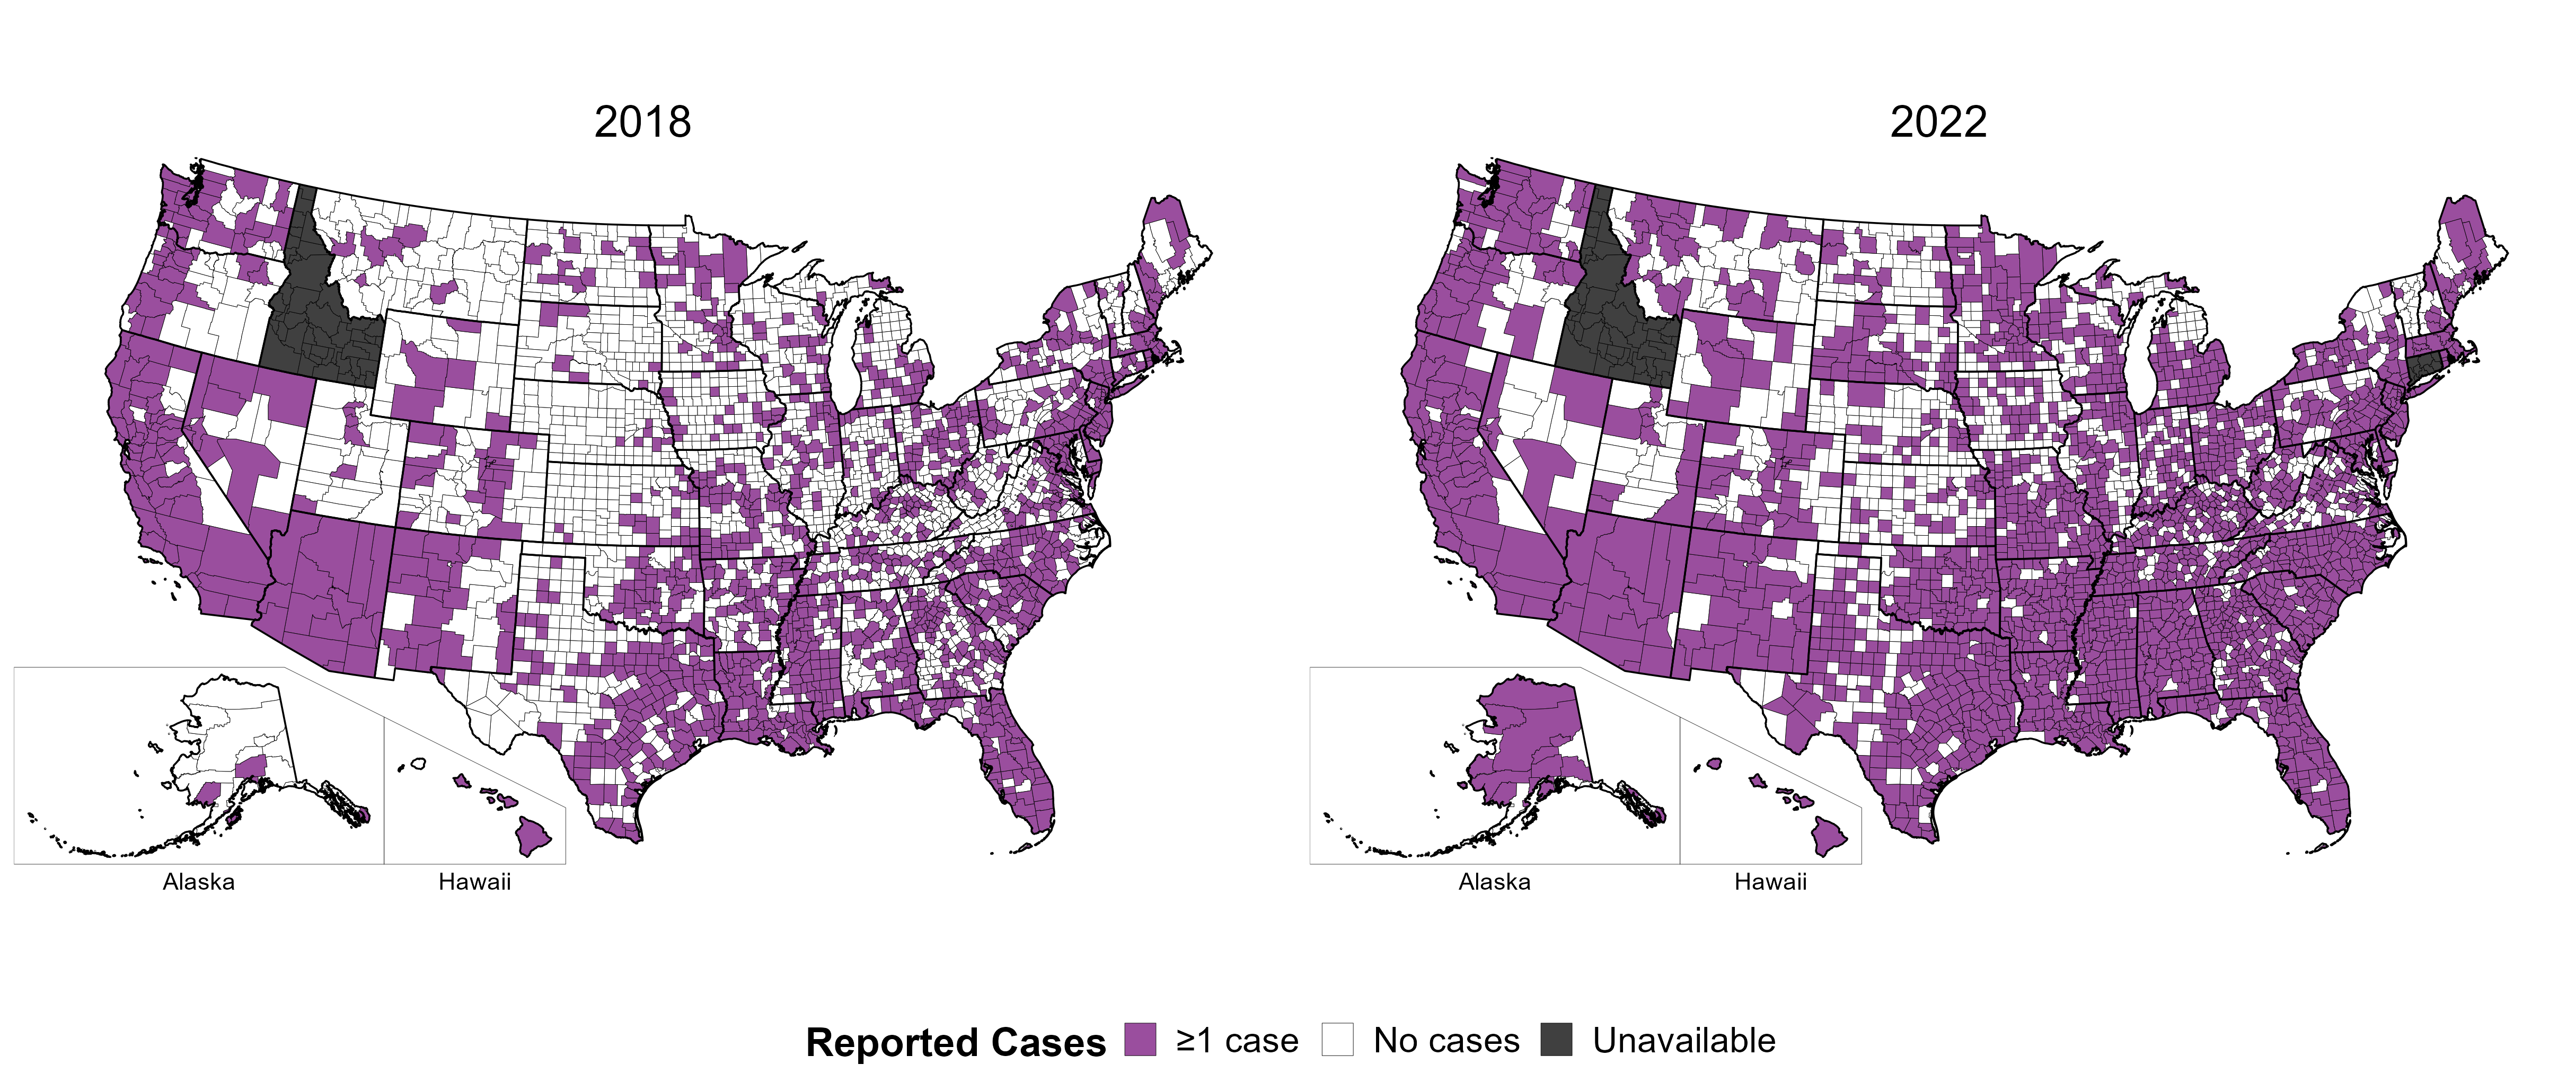 2018
2022
Alaska
Hawaii
Alaska
Hawaii
Reported Cases ≥1 case No cases Unavailable